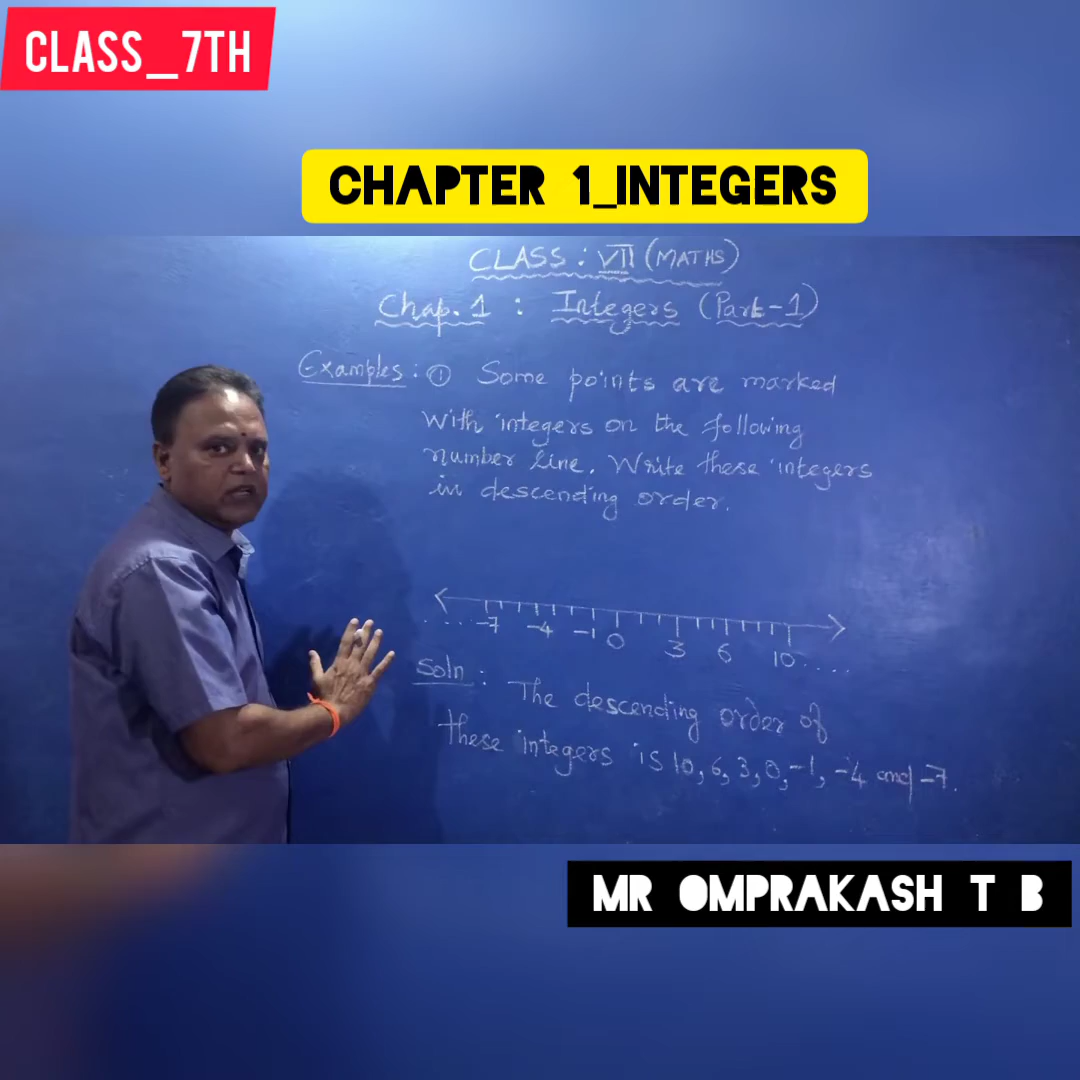 CLASS_7TH
CHAPTER 1_INTEGERS
CLASS : VII (MATHS)
Chap. 1 : Integers (Part-1)
Examples : ① Some points are marked
with integers on the following
number line. Write these integers
in descending order.
.....-7 -4 -1 0 3 6 10.....
Soln : The descending order of
these integers is 10, 6, 3, 0, -1, -4 and -7.
MR OMPRAKASH T B